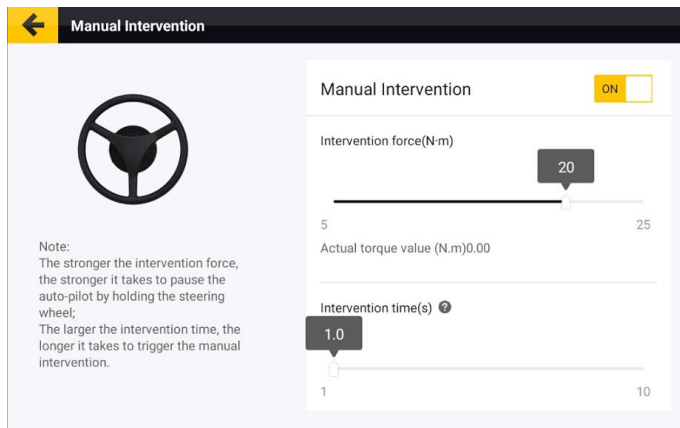 Manual Intervention
Manual Intervention
ON
Intervention force(N·m)
20
5
25
Actual torque value (N.m)0.00
Note:
The stronger the intervention force,
the stronger it takes to pause the
auto-pilot by holding the steering
wheel;
The larger the intervention time, the
longer it takes to trigger the manual
intervention.
Intervention time(s) ?
1.0
1
10